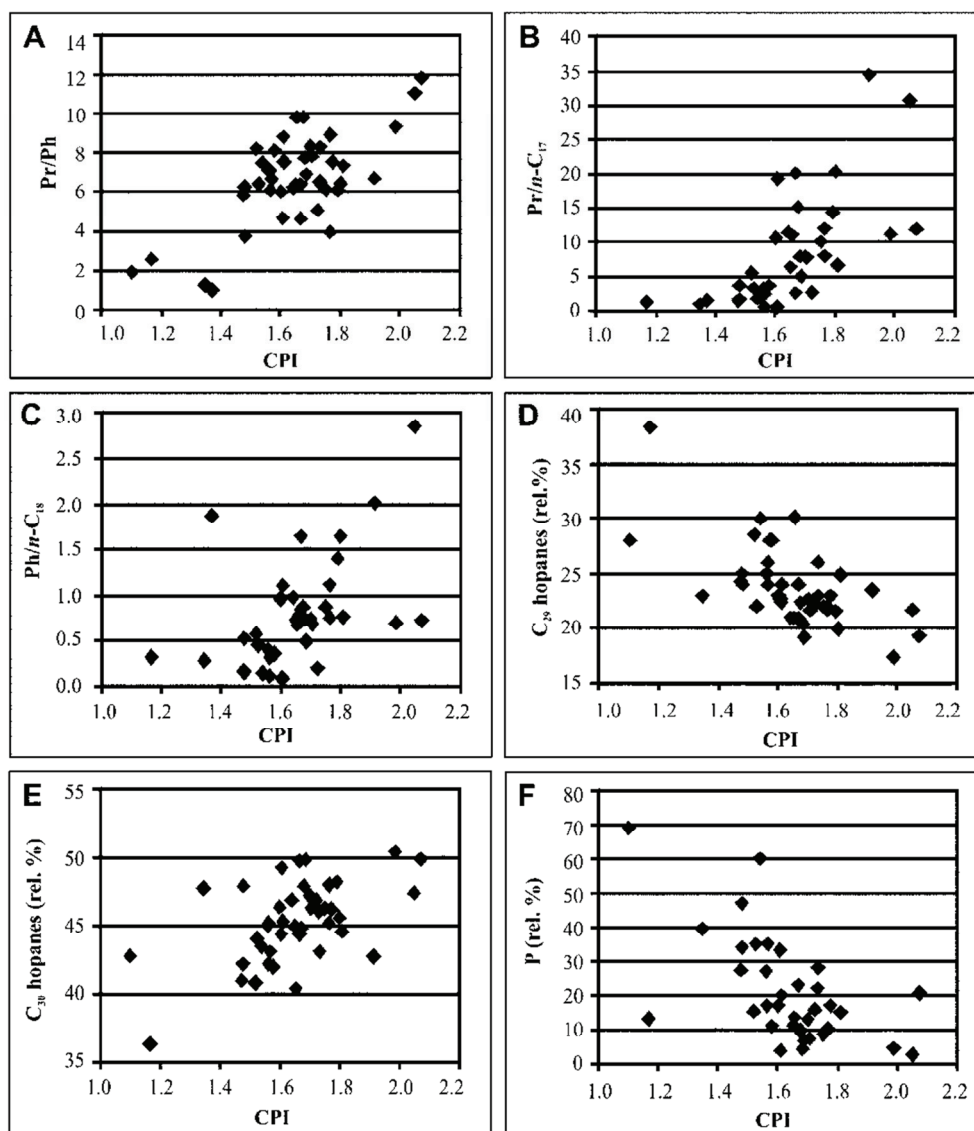 A
Pr/Ph
14
12
10
8
6
4
2
0
1.0 1.2 1.4 1.6 1.8 2.0 2.2
CPI
B
Pr/n-C₁₇
40
35
30
25
20
15
10
5
0
1.0 1.2 1.4 1.6 1.8 2.0 2.2
CPI
C
Ph/n-C₁₈
3.0
2.5
2.0
1.5
1.0
0.5
0.0
1.0 1.2 1.4 1.6 1.8 2.0 2.2
CPI
D
C₂₉ hopanes (rel.%)
40
35
30
25
20
15
1.0 1.2 1.4 1.6 1.8 2.0 2.2
CPI
E
C₃₀ hopanes (rel. %)
55
50
45
40
35
1.0 1.2 1.4 1.6 1.8 2.0 2.2
CPI
F
P (rel. %)
80
70
60
50
40
30
20
10
0
1.0 1.2 1.4 1.6 1.8 2.0 2.2
CPI